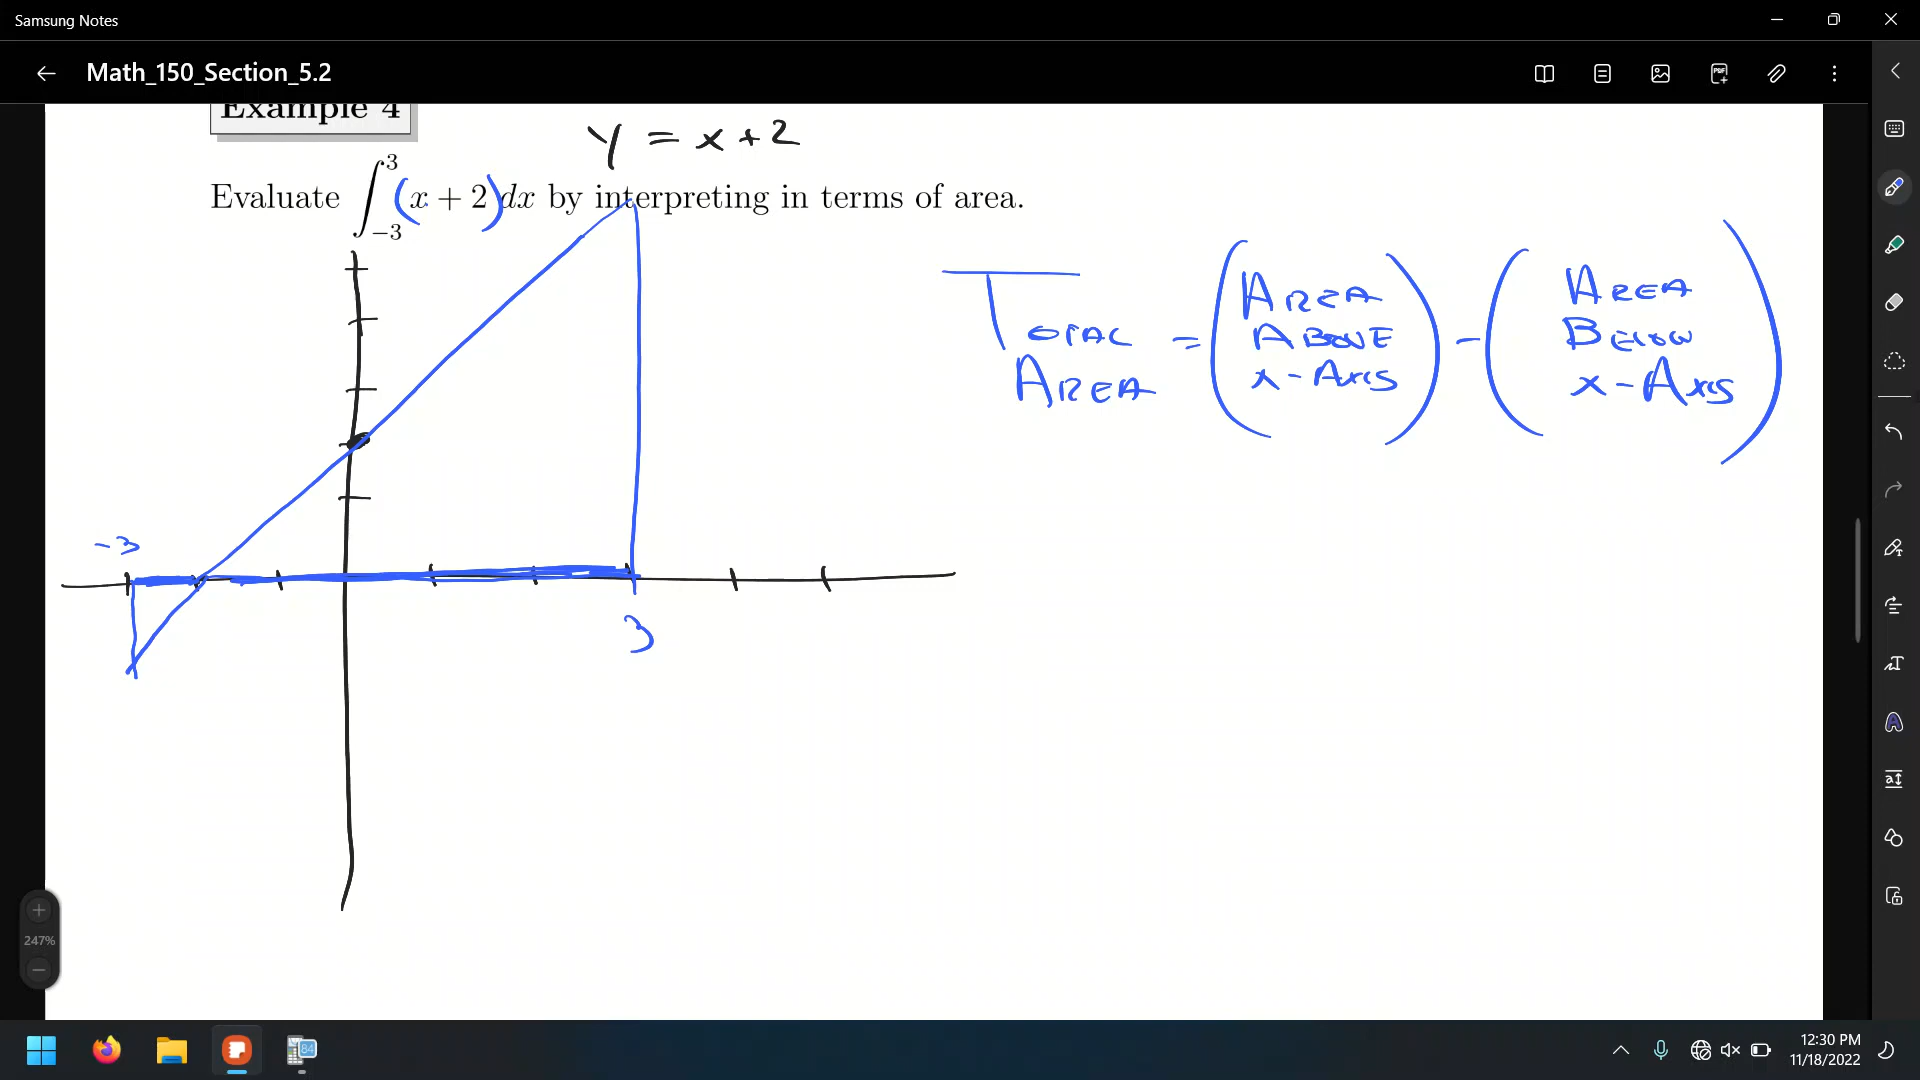 Samsung Notes
Math_150_Section_5.2
Example 4
y = x + 2
Evaluate ∫_{-3}^{3} (x + 2) dx by interpreting in terms of area.
Total Area = (Area Above x-Axis) - (Area Below x-Axis)
-3
3
247%
12:30 PM
11/18/2022